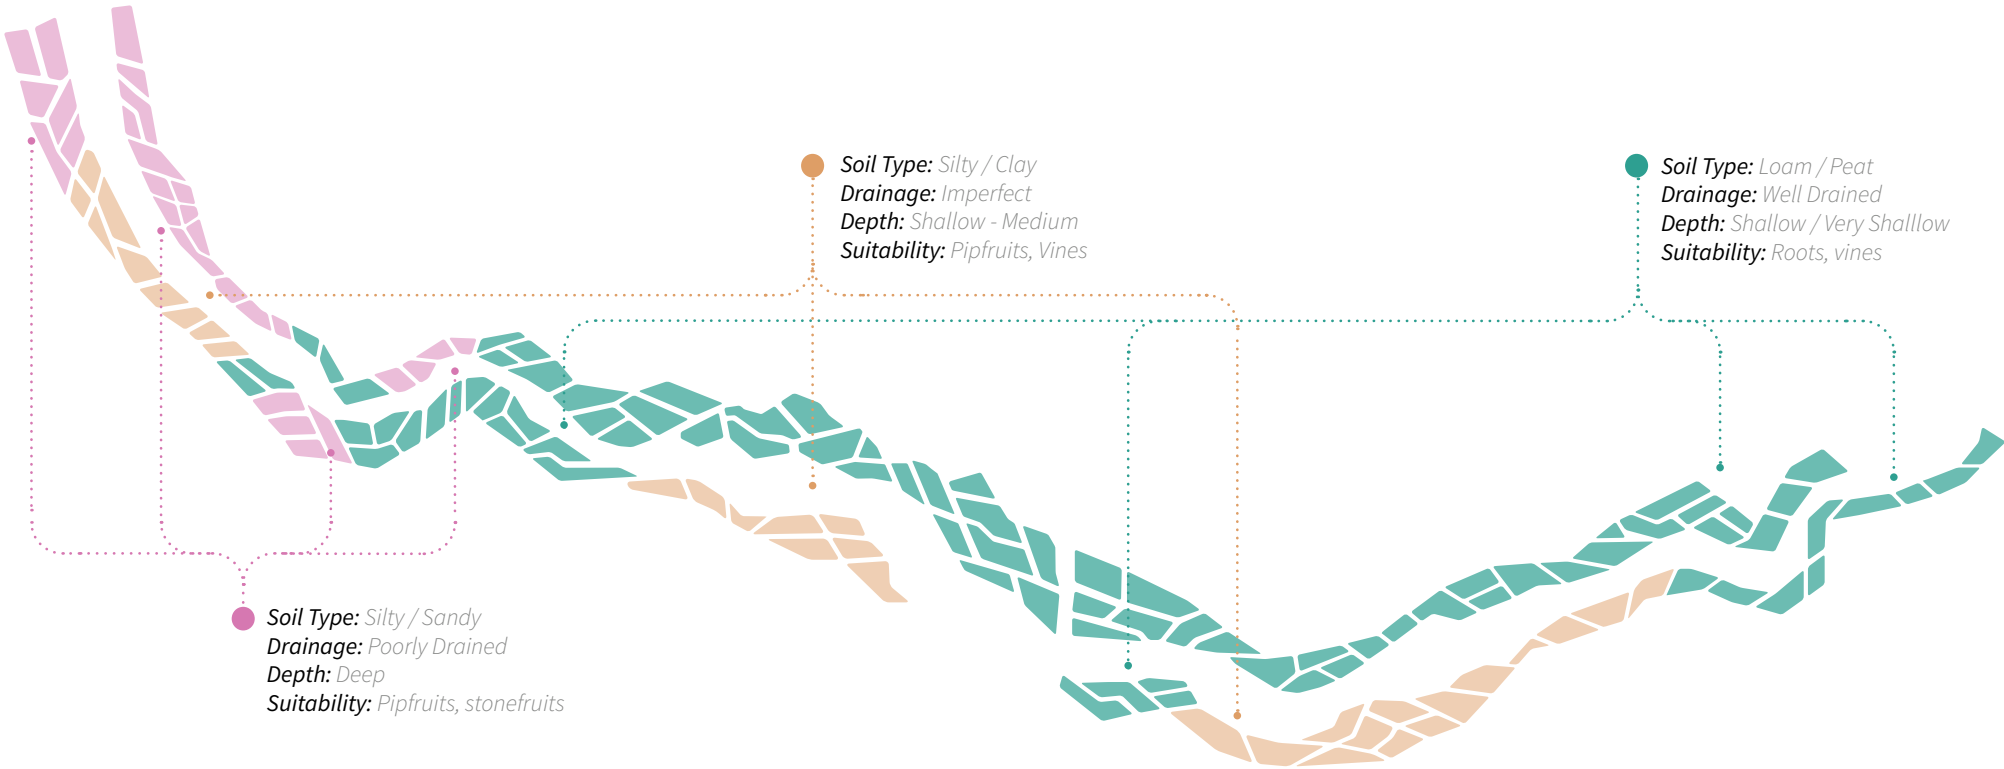 Soil Type: Silty / Clay
Drainage: Imperfect
Depth: Shallow - Medium
Suitability: Pipfruits, Vines
Soil Type: Loam / Peat
Drainage: Well Drained
Depth: Shallow / Very Shalllow
Suitability: Roots, vines
Soil Type: Silty / Sandy
Drainage: Poorly Drained
Depth: Deep
Suitability: Pipfruits, stonefruits